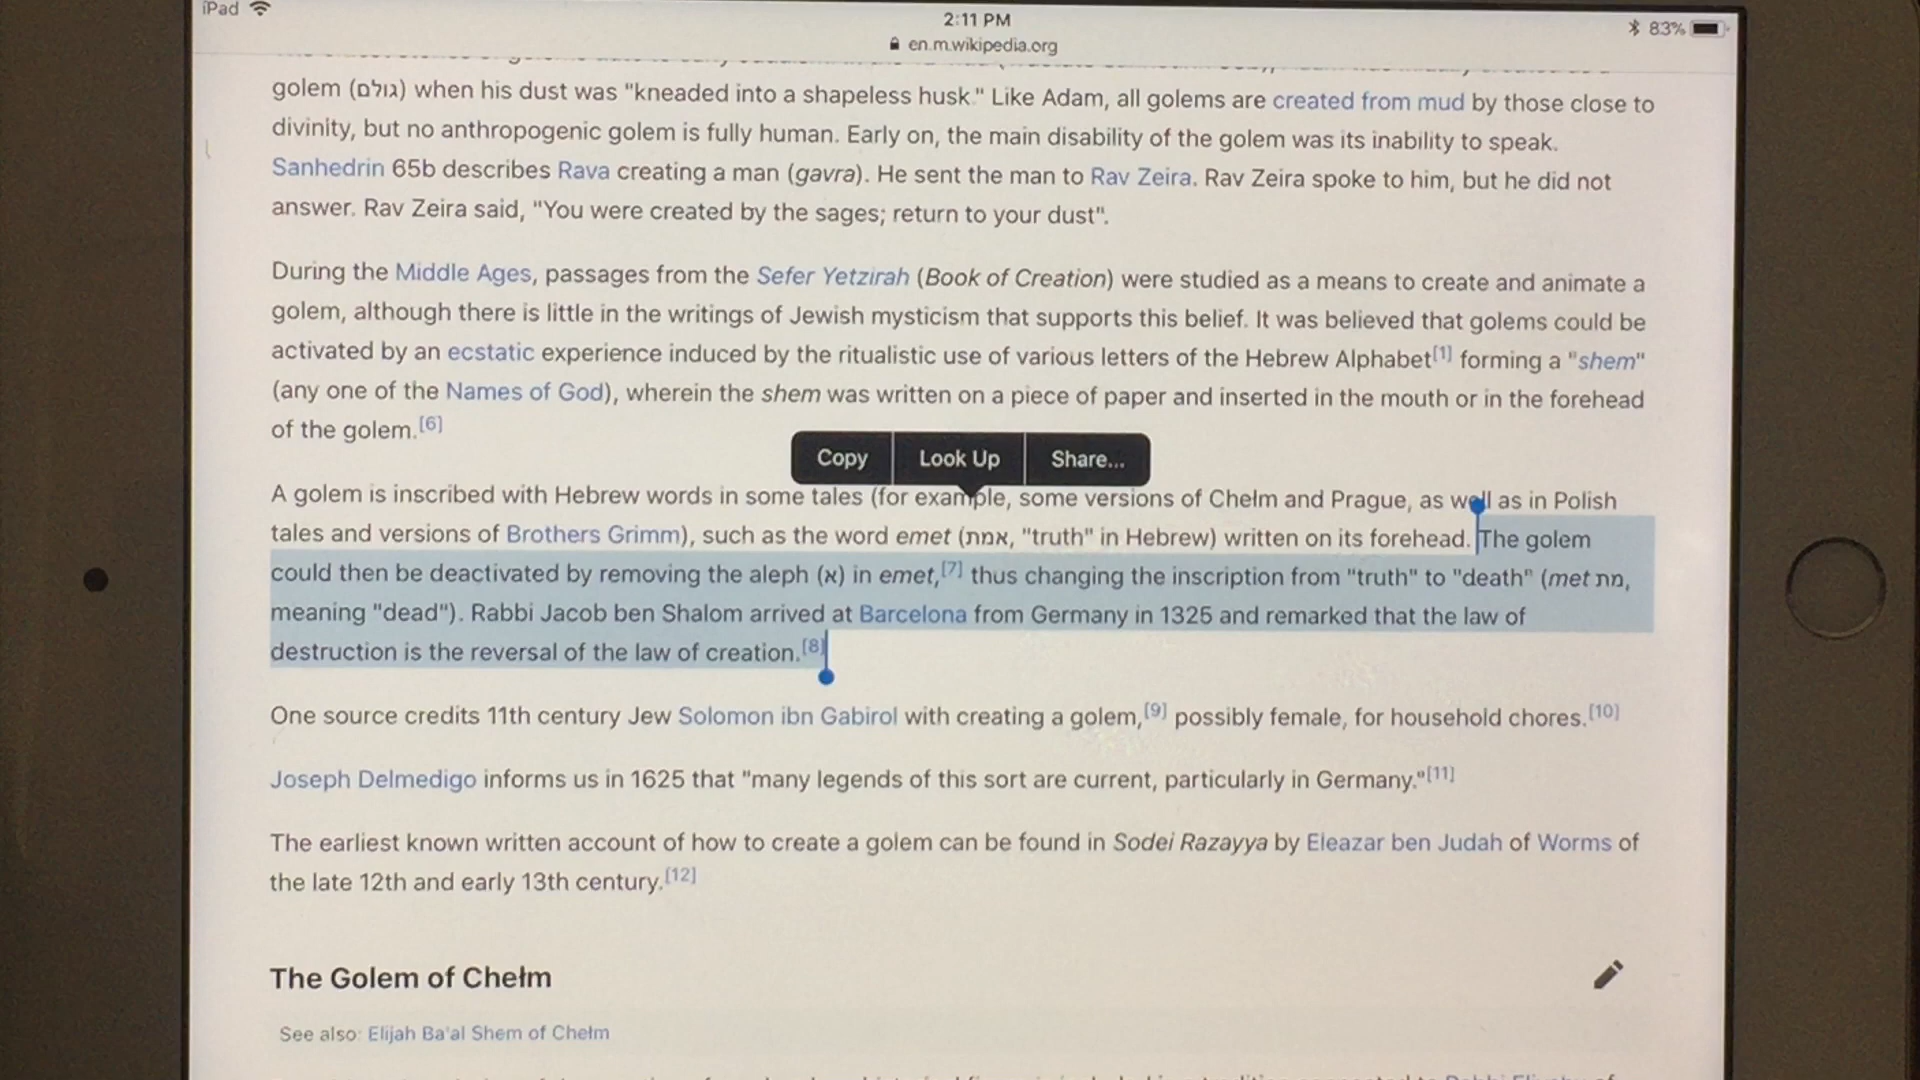 iPad
2:11 PM
83%
en.m.wikipedia.org
golem (גולם) when his dust was "kneaded into a shapeless husk." Like Adam, all golems are created from mud by those close to
divinity, but no anthropogenic golem is fully human. Early on, the main disability of the golem was its inability to speak.
Sanhedrin 65b describes Rava creating a man (gavra). He sent the man to Rav Zeira. Rav Zeira spoke to him, but he did not
answer. Rav Zeira said, "You were created by the sages; return to your dust".
During the Middle Ages, passages from the Sefer Yetzirah (Book of Creation) were studied as a means to create and animate a
golem, although there is little in the writings of Jewish mysticism that supports this belief. It was believed that golems could be
activated by an ecstatic experience induced by the ritualistic use of various letters of the Hebrew Alphabet[1] forming a "shem"
(any one of the Names of God), wherein the shem was written on a piece of paper and inserted in the mouth or in the forehead
of the golem.[6]
Copy Look Up Share...
A golem is inscribed with Hebrew words in some tales (for example, some versions of Chełm and Prague, as well as in Polish
tales and versions of Brothers Grimm), such as the word emet (אמת, "truth" in Hebrew) written on its forehead. The golem
could then be deactivated by removing the aleph (א) in emet,[7] thus changing the inscription from "truth" to "death" (met מת,
meaning "dead"). Rabbi Jacob ben Shalom arrived at Barcelona from Germany in 1325 and remarked that the law of
destruction is the reversal of the law of creation.[8]
One source credits 11th century Jew Solomon ibn Gabirol with creating a golem,[9] possibly female, for household chores.[10]
Joseph Delmedigo informs us in 1625 that "many legends of this sort are current, particularly in Germany."[11]
The earliest known written account of how to create a golem can be found in Sodei Razayya by Eleazar ben Judah of Worms of
the late 12th and early 13th century.[12]
The Golem of Chełm
See also: Elijah Ba'al Shem of Chełm